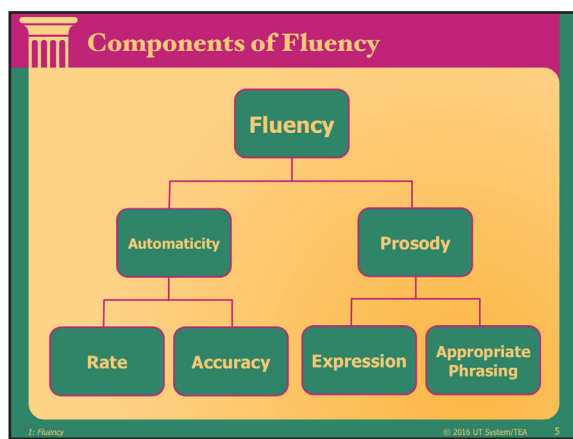 Components of Fluency
Fluency
Automaticity
Prosody
Rate
Accuracy
Expression
Appropriate
Phrasing
1: Fluency
© 2016 UT System/TEA
5